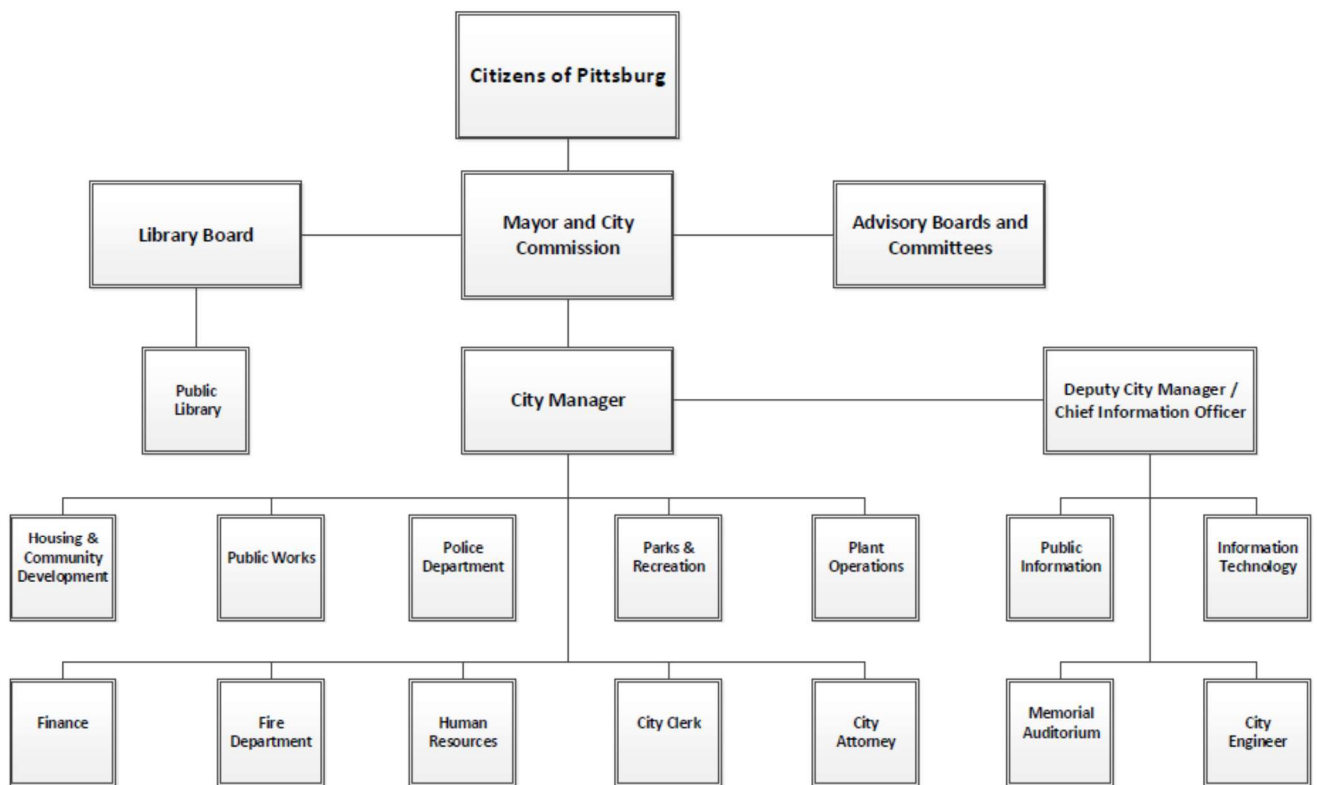 Citizens of Pittsburg
Library Board
Mayor and City
Commission
Advisory Boards and
Committees
Public
Library
City Manager
Deputy City Manager /
Chief Information Officer
Housing &
Community
Development
Public Works
Police
Department
Parks &
Recreation
Plant
Operations
Public
Information
Information
Technology
Finance
Fire
Department
Human
Resources
City Clerk
City
Attorney
Memorial
Auditorium
City
Engineer